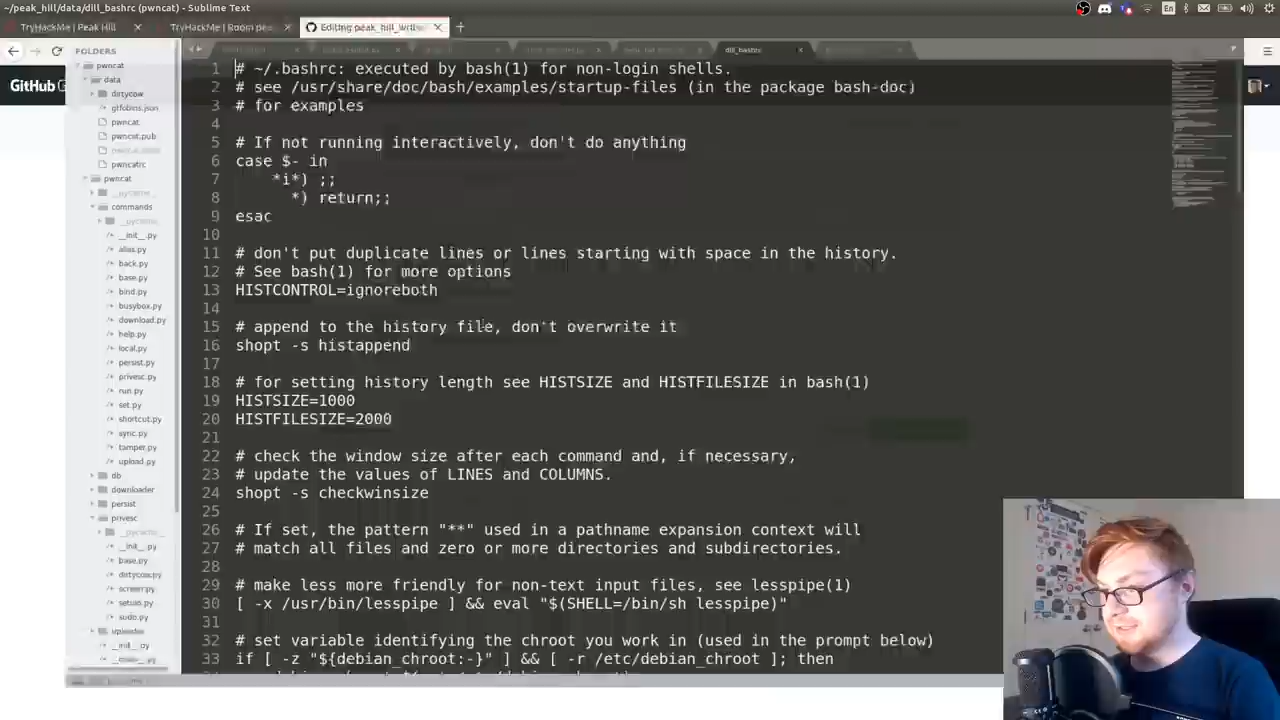 ~/peak_hill/data/dill_bashrc (pwncat) - Sublime Text
En
TryHackMe | Peak Hill
TryHackMe | Room pea
Editing peak_hill_write
GitHub
FOLDERS
pwncat
data
dirtycow
gtfobins.json
pwncat
pwncat.pub
pwncatrc
pwncat
__pycache__
commands
__init__.py
alias.py
back.py
base.py
bind.py
busybox.py
download.py
help.py
local.py
persist.py
privesc.py
run.py
set.py
shortcut.py
sync.py
tamper.py
upload.py
db
downloader
persist
privesc
__pycache__
__init__.py
base.py
dirtycow.py
screen.py
setuid.py
sudo.py
uploader
__init__.py
dill_bashrc
1 # ~/.bashrc: executed by bash(1) for non-login shells.
2 # see /usr/share/doc/bash/examples/startup-files (in the package bash-doc)
3 # for examples
4
5 # If not running interactively, don't do anything
6 case $- in
7 *i*) ;;
8 *) return;;
9 esac
10
11 # don't put duplicate lines or lines starting with space in the history.
12 # See bash(1) for more options
13 HISTCONTROL=ignoreboth
14
15 # append to the history file, don't overwrite it
16 shopt -s histappend
17
18 # for setting history length see HISTSIZE and HISTFILESIZE in bash(1)
19 HISTSIZE=1000
20 HISTFILESIZE=2000
21
22 # check the window size after each command and, if necessary,
23 # update the values of LINES and COLUMNS.
24 shopt -s checkwinsize
25
26 # If set, the pattern "**" used in a pathname expansion context will
27 # match all files and zero or more directories and subdirectories.
28
29 # make less more friendly for non-text input files, see lesspipe(1)
30 [ -x /usr/bin/lesspipe ] && eval "$(SHELL=/bin/sh lesspipe)"
31
32 # set variable identifying the chroot you work in (used in the prompt below)
33 if [ -z "${debian_chroot:-}" ] && [ -r /etc/debian_chroot ]; then